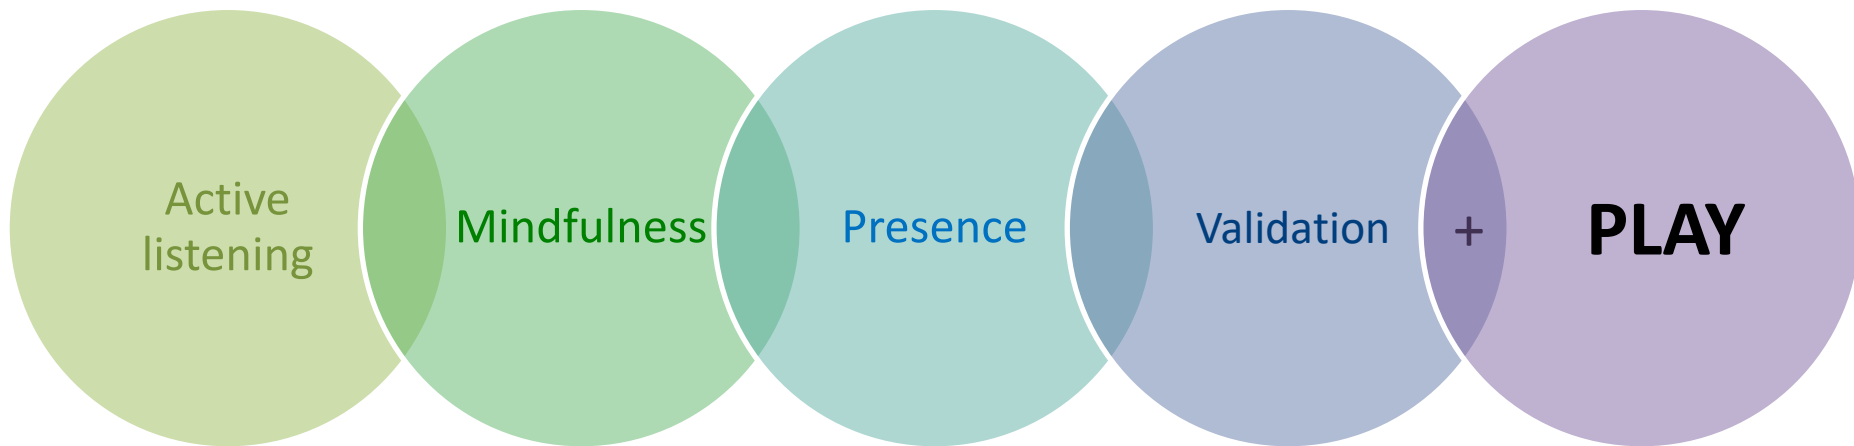 Active
listening
Mindfulness
Presence
Validation
+
PLAY